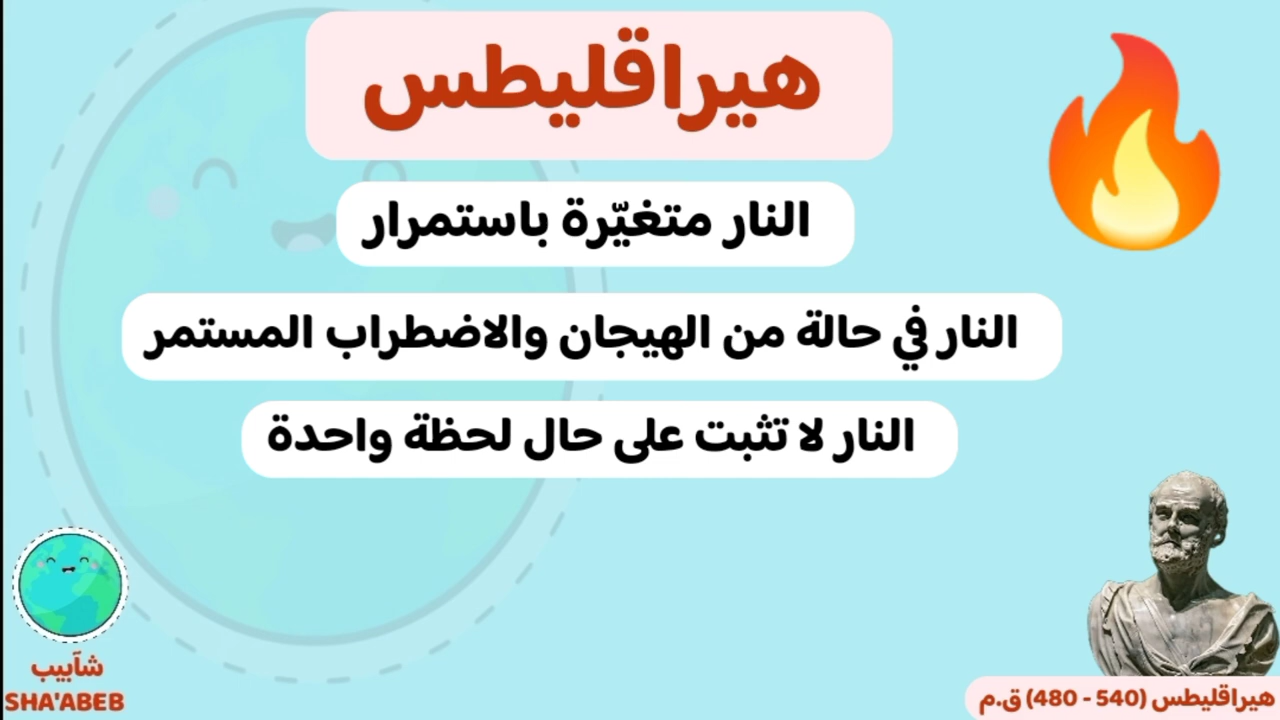 هيراقليطس
النار متغيّرة باستمرار
النار في حالة من الهيجان والاضطراب المستمر
النار لا تثبت على حال لحظة واحدة
شآبيب
SHA'ABEB
هيراقليطس (540 - 480) ق.م